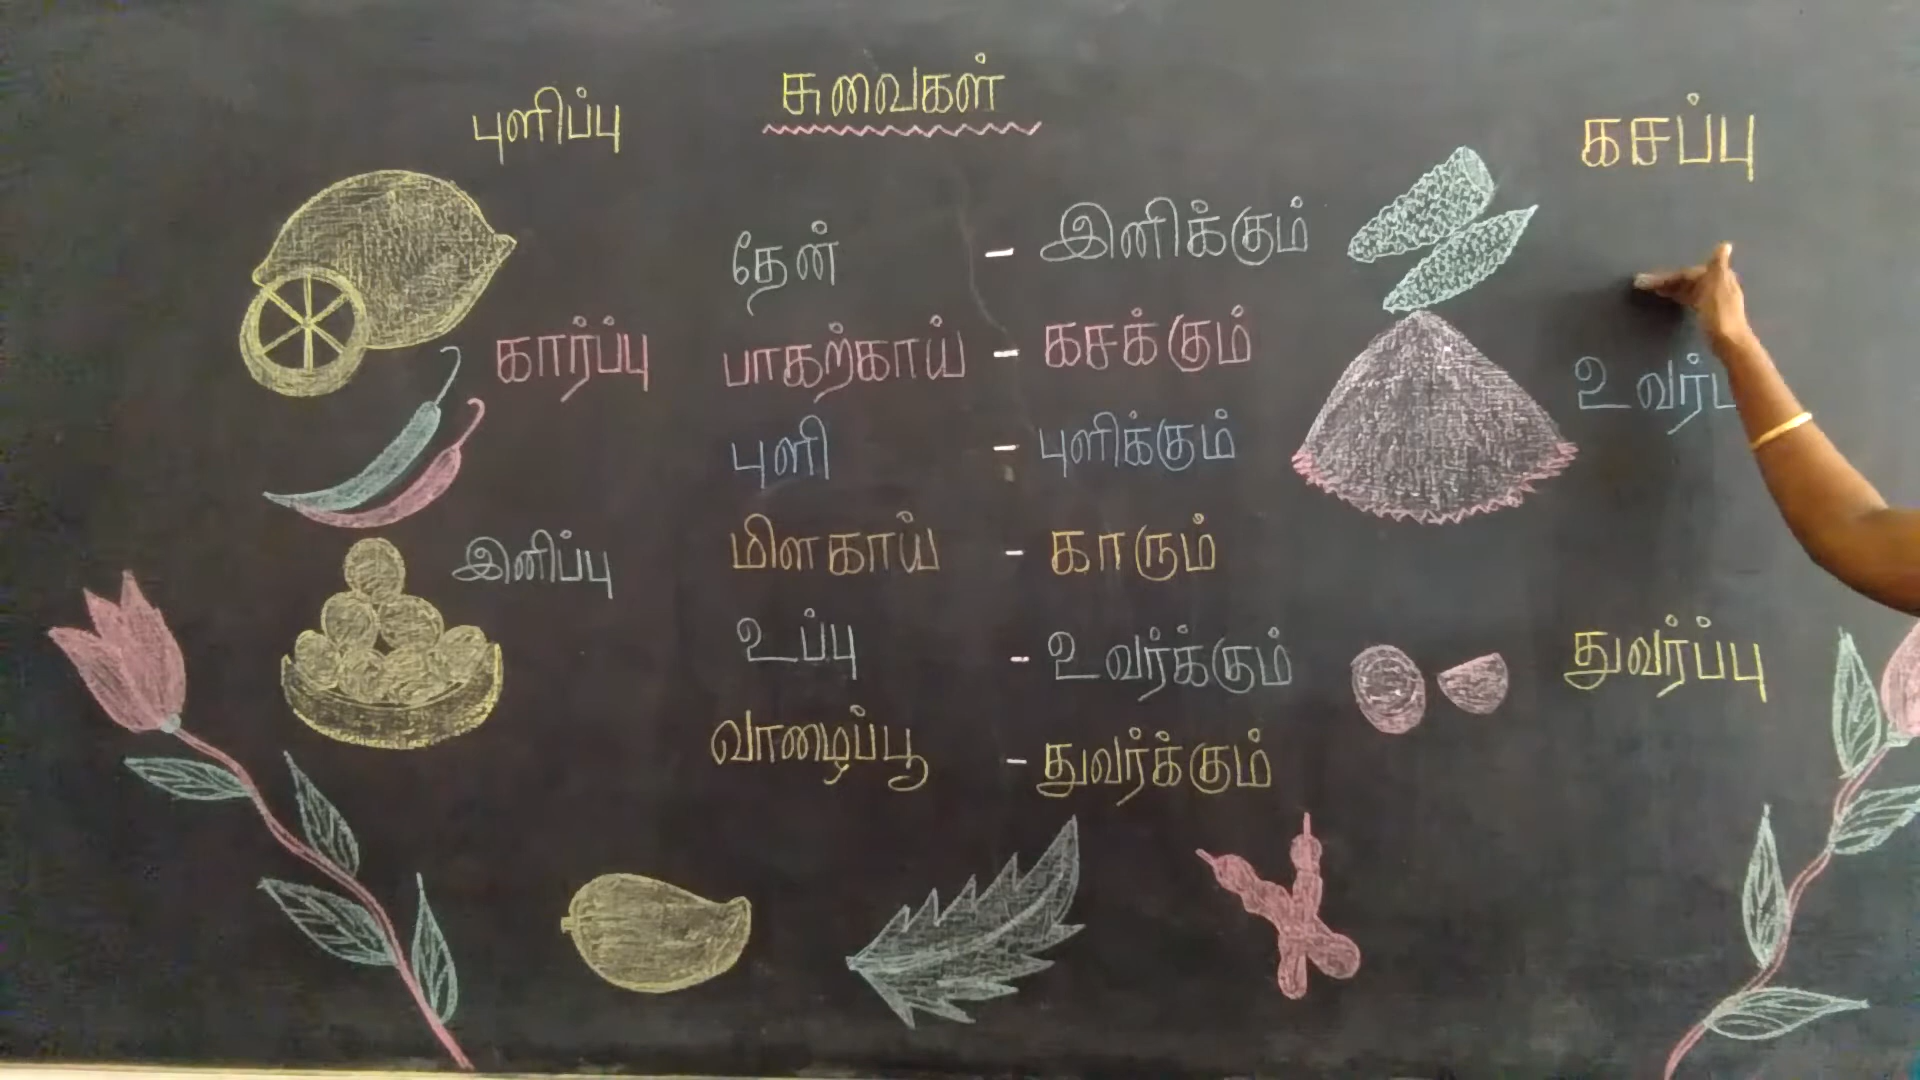 சுவைகள்
புளிப்பு
கசப்பு
தேன் - இனிக்கும்
கார்ப்பு
பாகற்காய் - கசக்கும்
புளி - புளிக்கும்
மிளகாய் - காரும்
இனிப்பு
உப்பு - உவர்க்கும்
துவர்ப்பு
வாழைப்பூ - துவர்க்கும்